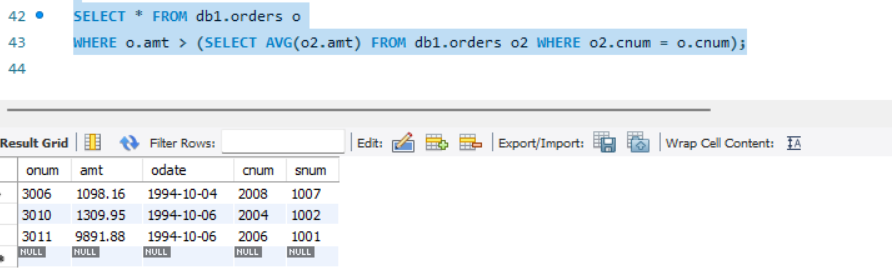 42 SELECT * FROM db1.orders o
43 WHERE o.amt > (SELECT AVG(o2.amt) FROM db1.orders o2 WHERE o2.cnum = o.cnum);
44
Result Grid Filter Rows: Edit: Export/Import: Wrap Cell Content: IA
onum amt odate cnum snum
3006 1098.16 1994-10-04 2008 1007
3010 1309.95 1994-10-06 2004 1002
3011 9891.88 1994-10-06 2006 1001
NULL NULL NULL NULL NULL